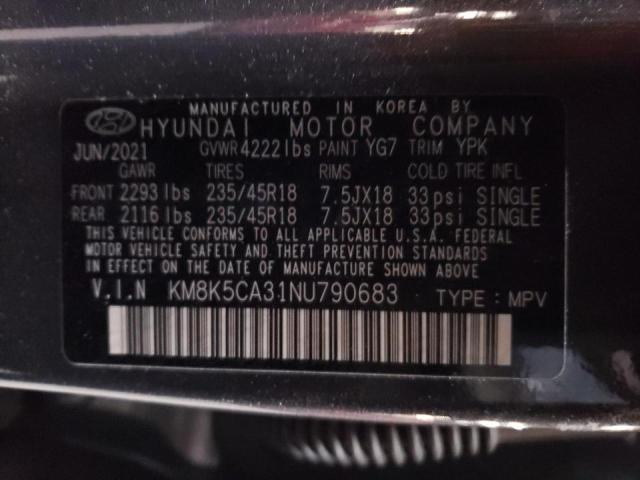 MANUFACTURED IN KOREA BY
HYUNDAI MOTOR COMPANY
JUN/2021 GVWR 4222lbs PAINT YG7 TRIM YPK
GAWR TIRES RIMS COLD TIRE INFL
FRONT 2293 lbs 235/45R18 7.5JX18 33psi SINGLE
REAR 2116 lbs 235/45R18 7.5JX18 33psi SINGLE
THIS VEHICLE CONFORMS TO ALL APPLICABLE U.S.A. FEDERAL
MOTOR VEHICLE SAFETY AND THEFT PREVENTION STANDARDS
IN EFFECT ON THE DATE OF MANUFACTURE SHOWN ABOVE.
V.I.N KM8K5CA31NU790683 TYPE : MPV